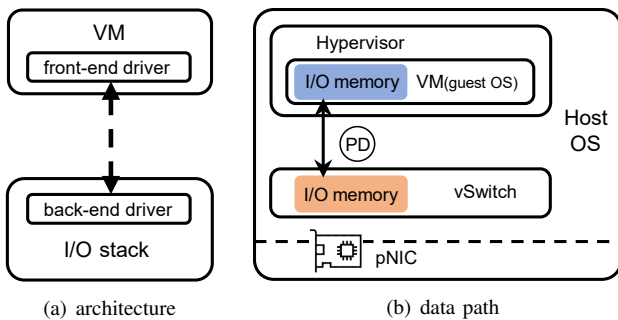 VM
front-end driver
back-end driver
I/O stack
(a) architecture
Hypervisor
I/O memory VM(guest OS)
PD
Host
OS
I/O memory vSwitch
pNIC
(b) data path